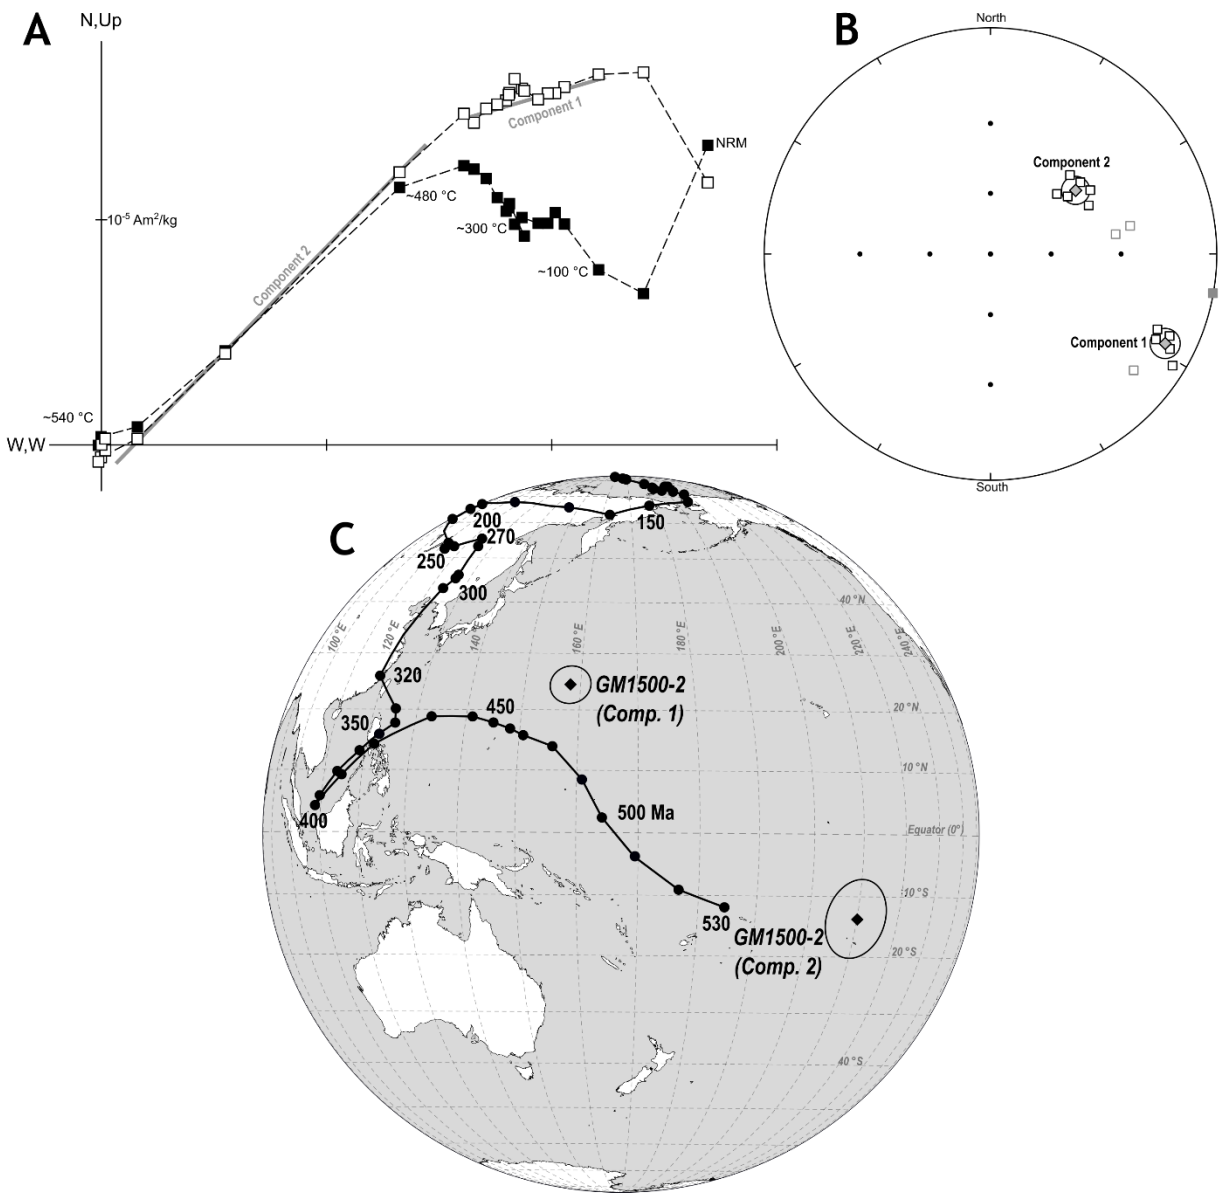 A
N,Up
Component 1
NRM
~480 °C
10⁻⁵ Am²/kg
~300 °C
Component 2
~100 °C
~540 °C
W,W
B
North
Component 2
Component 1
South
C
200
150
270
250
300
40°N
100°E
120°E
140°E
160°E
180°E
200°E
220°E
240°E
320
GM1500-2
(Comp. 1)
20°N
450
350
10°N
400
500 Ma
Equator (0°)
10°S
530
GM1500-2
(Comp. 2)
20°S
40°S